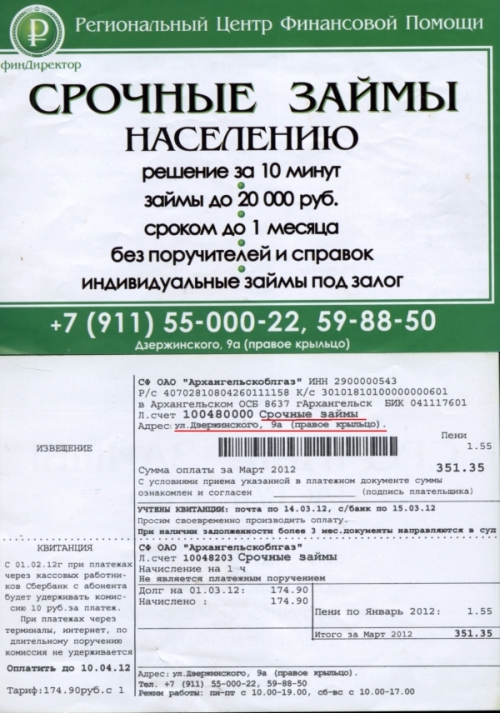 Региональный Центр Финансовой Помощи
финДиректор
СРОЧНЫЕ ЗАЙМЫ
НАСЕЛЕНИЮ
решение за 10 минут
займы до 20 000 руб.
сроком до 1 месяца
без поручителей и справок
индивидуальные займы под залог
+7 (911) 55-000-22, 59-88-50
Дзержинского, 9а (правое крыльцо)
СФ ОАО "Архангельскоблгаз" ИНН 2900000543
Р/с 40702810804260111158 К/с 30101810100000000601
в Архангельском ОСБ 8637 гАрхангельск БИК 041117601
Л.счет 100480000 Срочные займы
Адрес: ул.Дзержинского, 9а (правое крыльцо).
ИЗВЕЩЕНИЕ
Пени
1.55
Сумма оплаты за Март 2012 351.35
С условиями приема указанной в платежном документе суммы
ознакомлен и согласен (подпись плательщика)
УЧТЕНЫ КВИТАНЦИИ: почта по 14.03.12, с/банк по 15.03.12
Просим своевременно производить оплату.
При наличии задолженности более 3 мес.документы направляются в суд
КВИТАНЦИЯ
С 01.02.12г при платежах
через кассовых работни-
ков Сбербанк с абонента
будет удерживать комис-
сию 10 руб.за платеж.
При платежах через
терминалы, интернет, по
длительному поручению
комиссия не удерживается
Оплатить до 10.04.12
Тариф:174.90руб.с 1
СФ ОАО "Архангельскоблгаз"
Л.счет 10048203 Срочные займы
Начисление на 1 ч
Не является платежным поручением
Долг на 01.03.12: 174.90
Начислено : 174.90
Пени по Январь 2012: 1.55
Итого за Март 2012 351.35
Адрес: ул.Дзержинского, 9а (правое крыльцо).
Тел. +7 (911) 55-000-22, 59-88-50
Режим работы: пн-пт с 10.00-19.00, сб-вс с 10.00-17.00